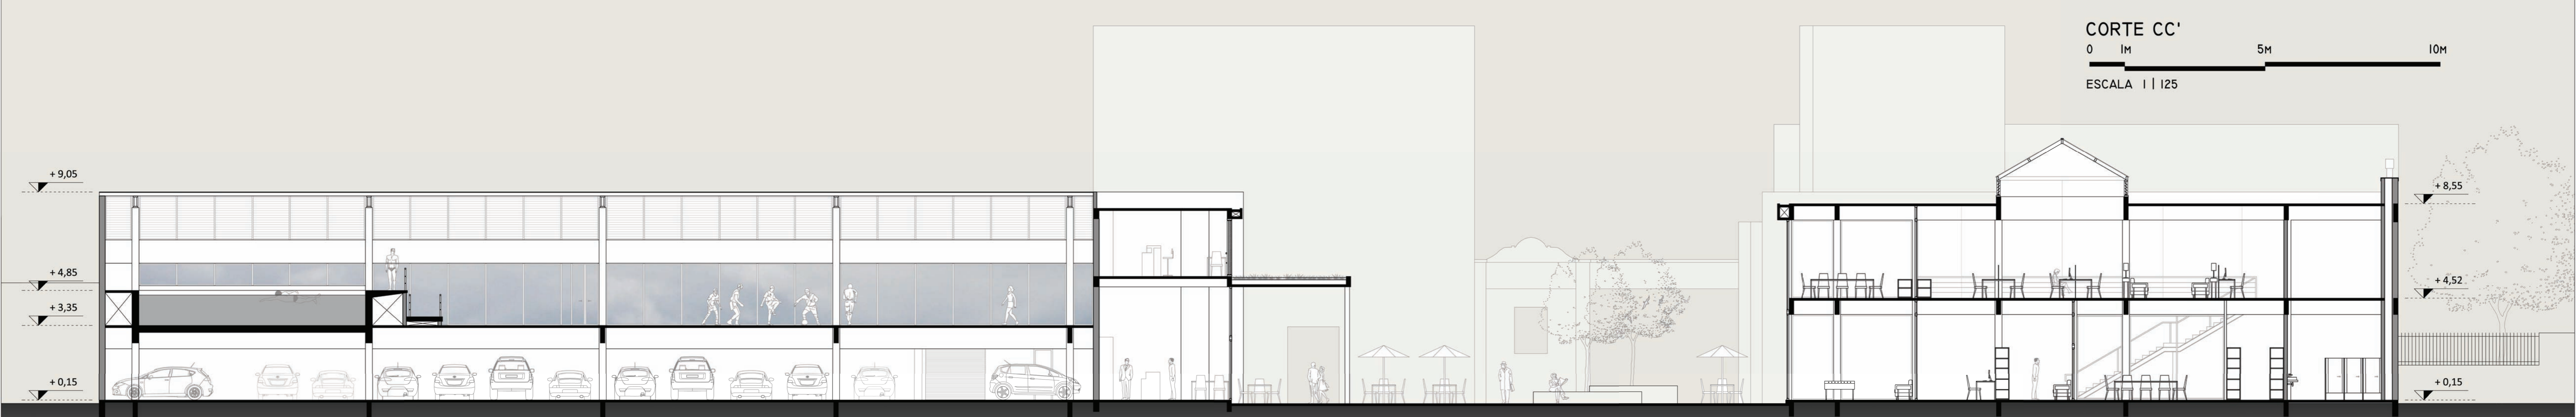 CORTE CC'
0 1M 5M 10M
ESCALA 1 | 125
+ 9,05
+ 4,85
+ 3,35
+ 0,15
+ 8,55
+ 4,52
+ 0,15